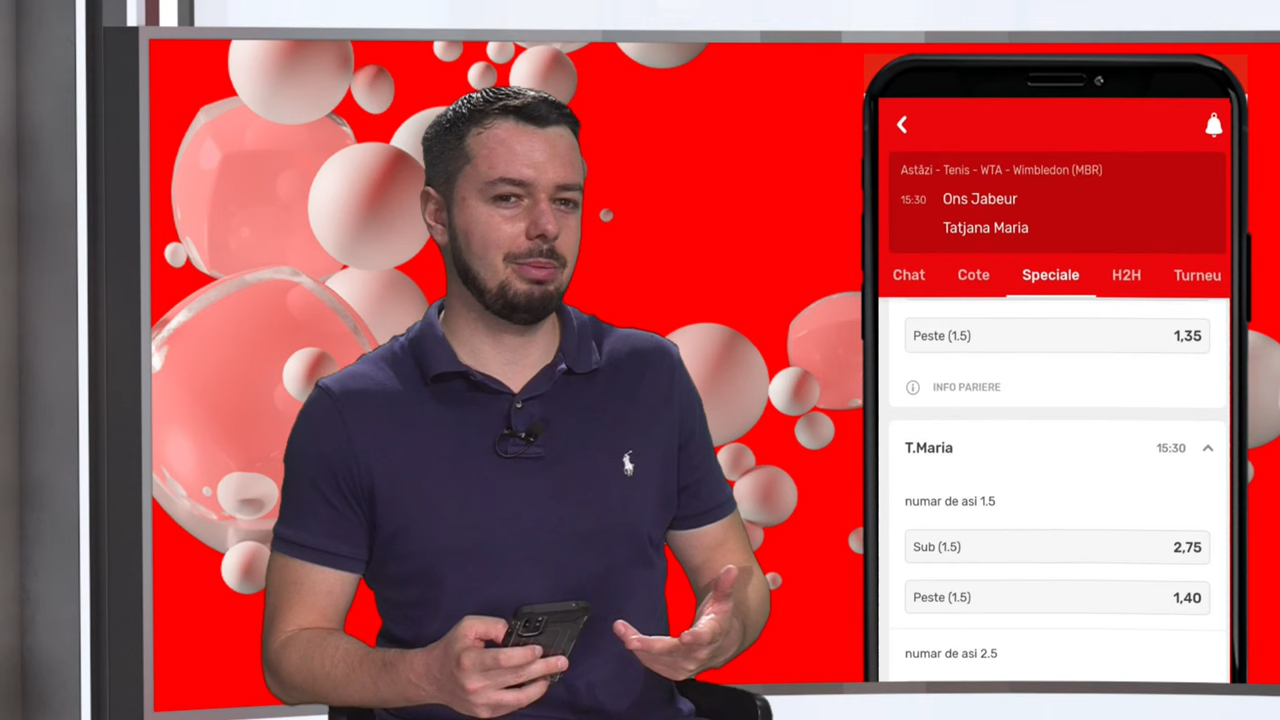 Astăzi - Tenis - WTA - Wimbledon (MBR)
15:30 Ons Jabeur
Tatjana Maria
Chat Cote Speciale H2H Turneu
Peste (1.5) 1,35
INFO PARIERE
T.Maria 15:30
numar de asi 1.5
Sub (1.5) 2,75
Peste (1.5) 1,40
numar de asi 2.5